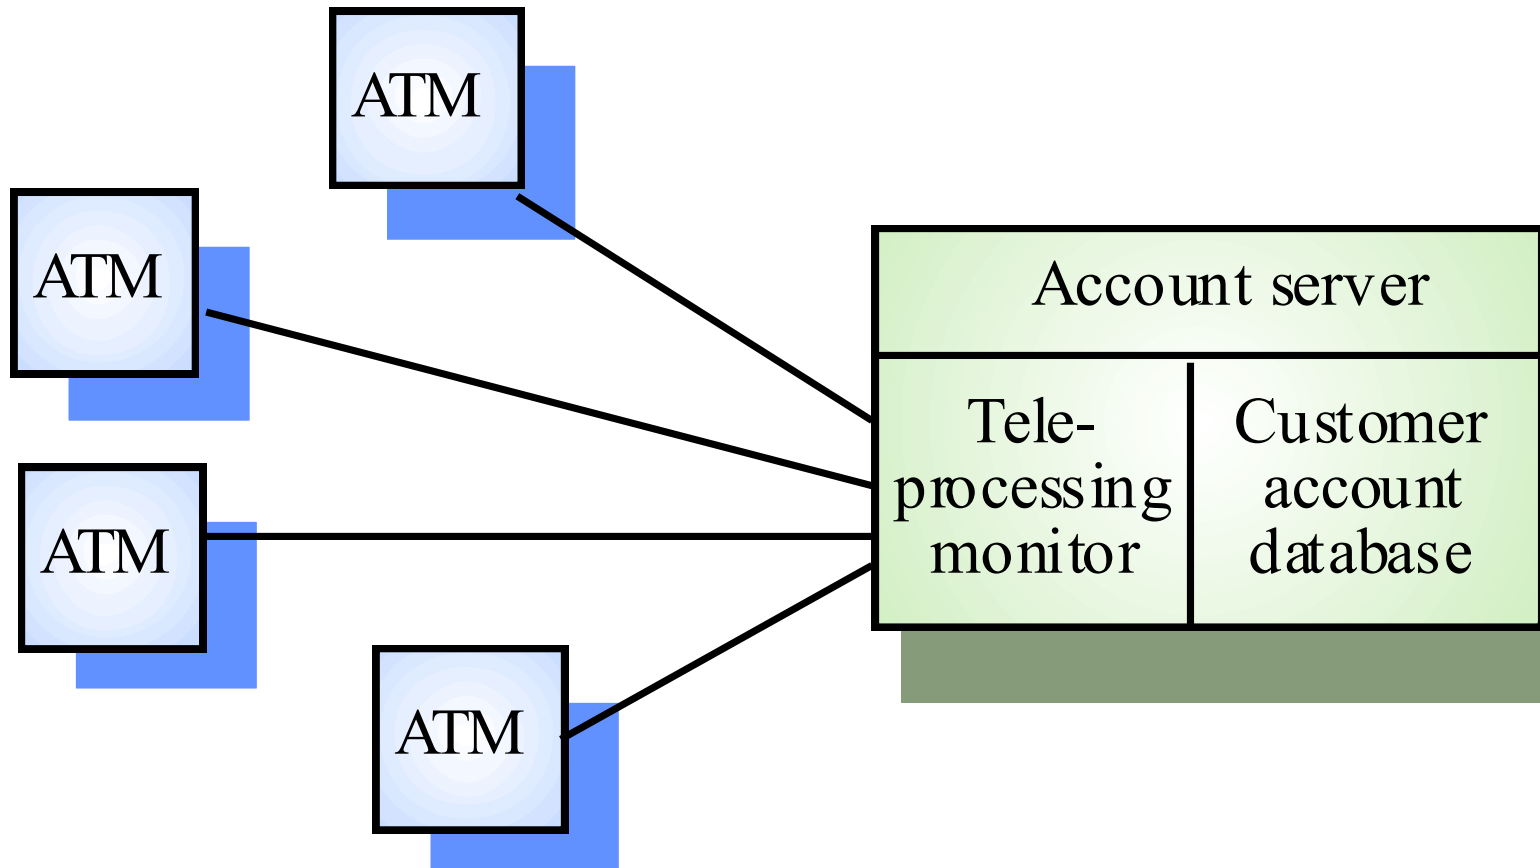 ATM
ATM
ATM
ATM
Account server
Tele-
processing
monitor
Customer
account
database